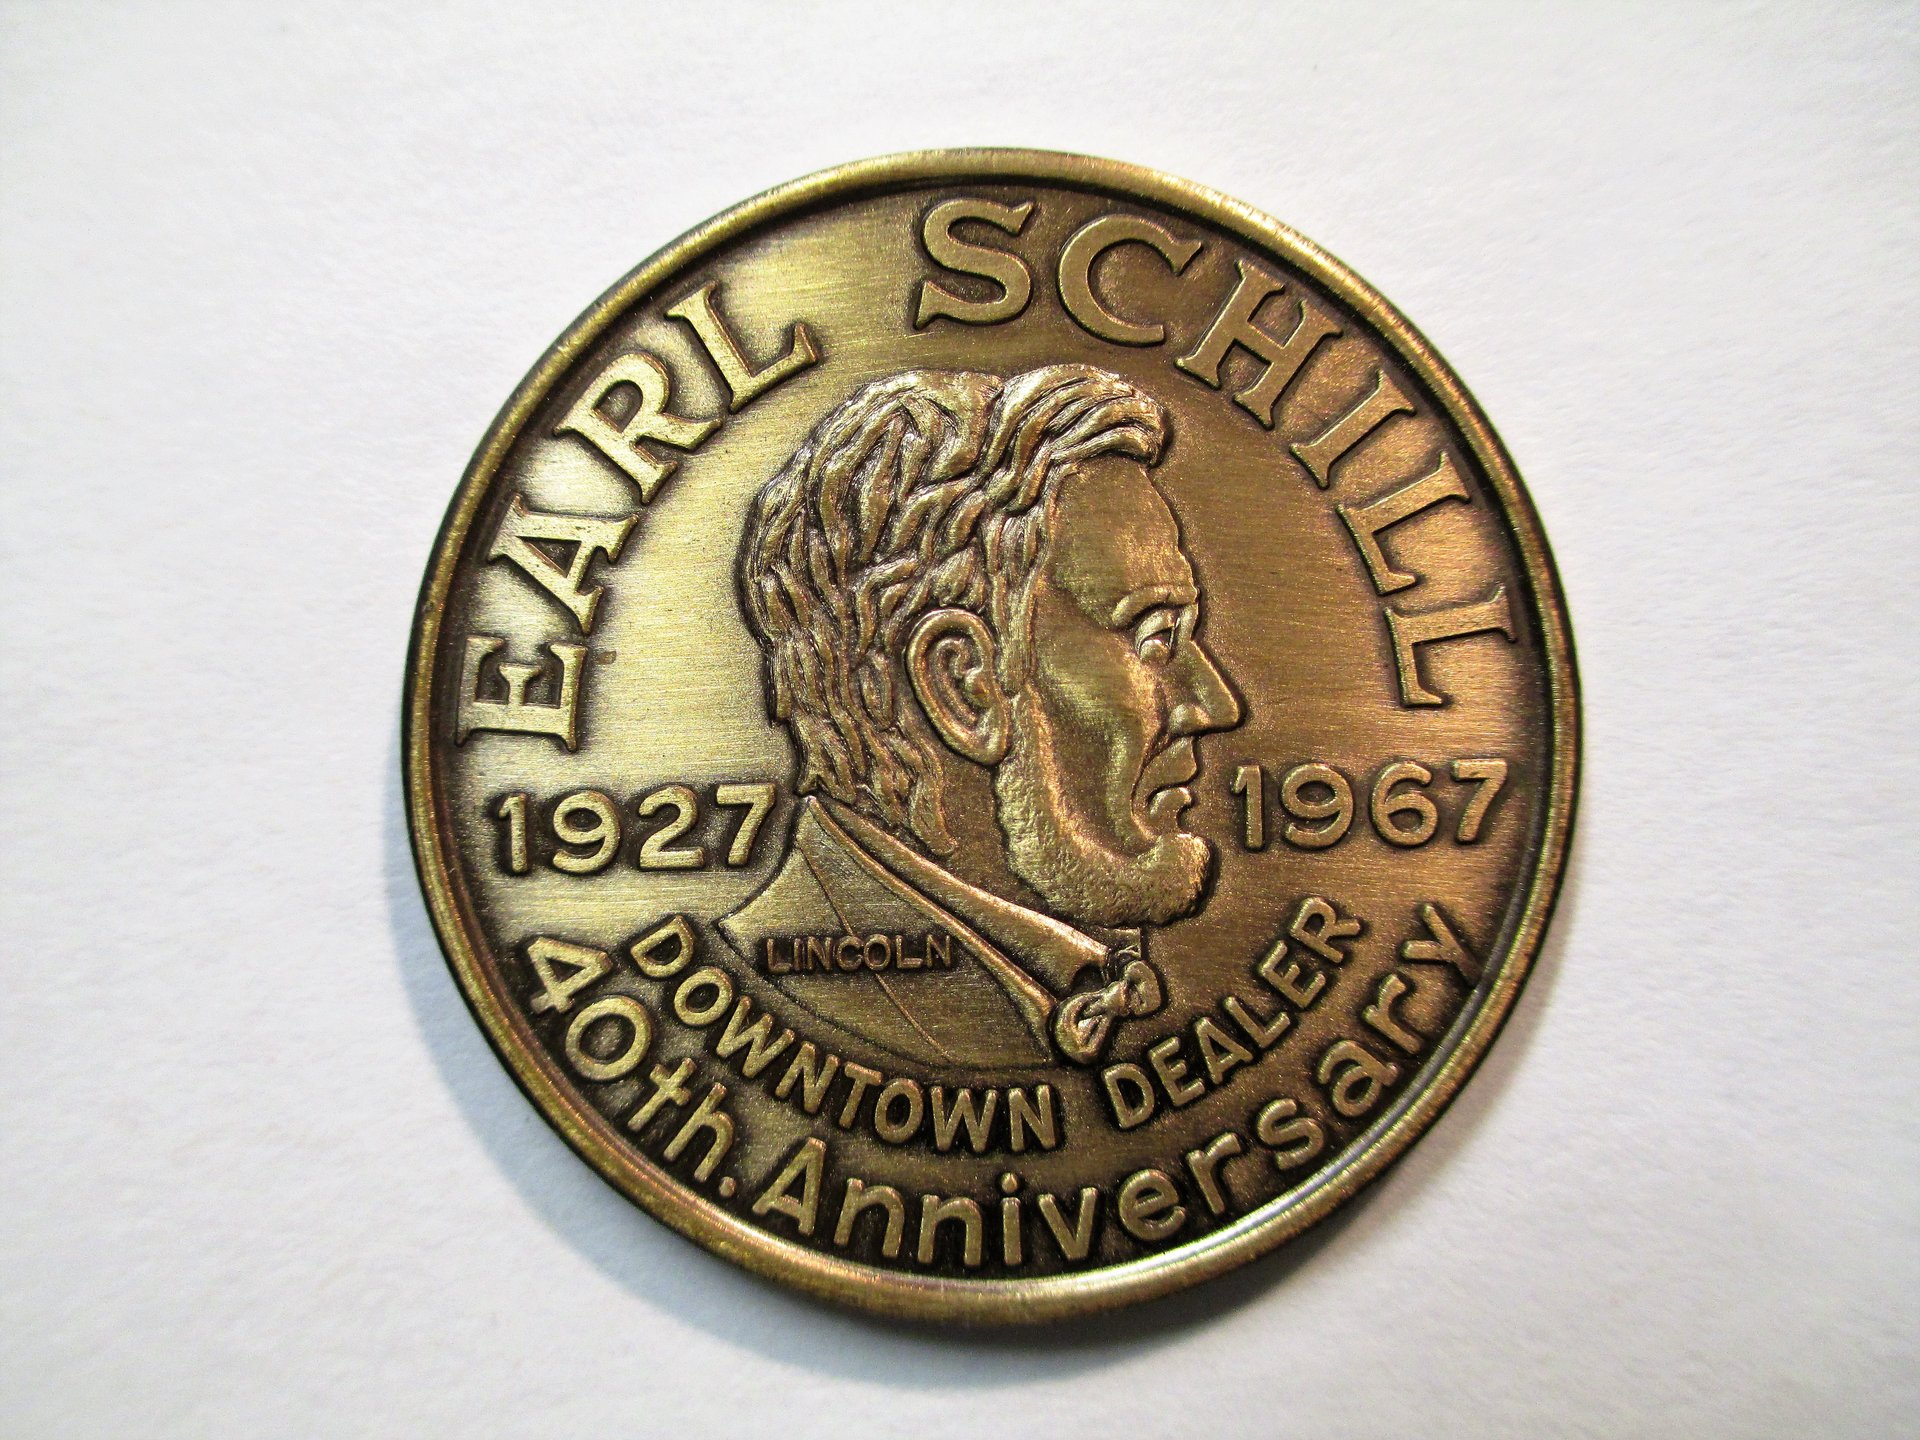 EARL SCHILL
1927
1967
LINCOLN
DOWNTOWN DEALER
40th. Anniversary